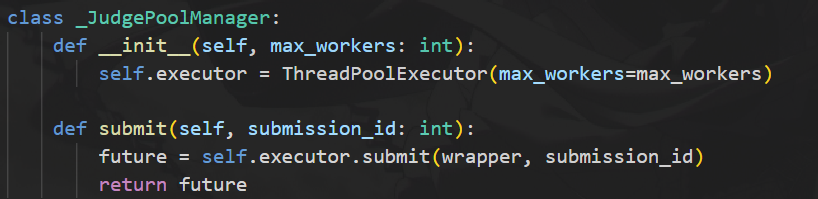 class _JudgePoolManager:
    def __init__(self, max_workers: int):
        self.executor = ThreadPoolExecutor(max_workers=max_workers)

    def submit(self, submission_id: int):
        future = self.executor.submit(wrapper, submission_id)
        return future